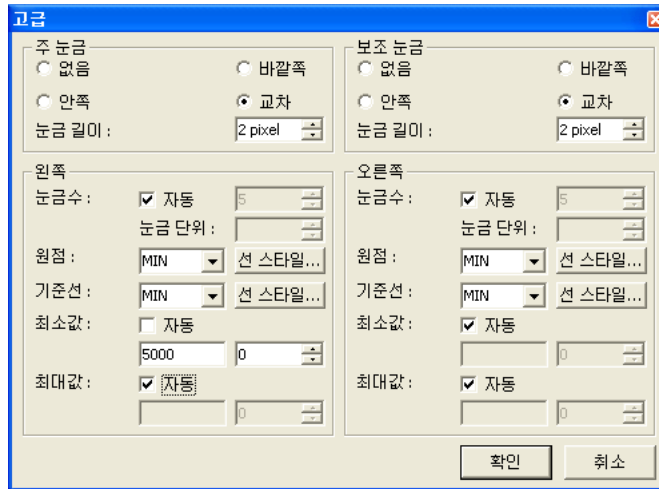 고급
주 눈금
없음 바깥쪽
안쪽 교차
눈금 길이 : 2 pixel
보조 눈금
없음 바깥쪽
안쪽 교차
눈금 길이 : 2 pixel
왼쪽
눈금수 : 자동 5
눈금 단위 :
원점 : MIN 선 스타일...
기준선 : MIN 선 스타일...
최소값 : 자동
5000 0
최대값 : 자동
0
오른쪽
눈금수 : 자동 5
눈금 단위 :
원점 : MIN 선 스타일...
기준선 : MIN 선 스타일...
최소값 : 자동
0
최대값 : 자동
0
확인 취소